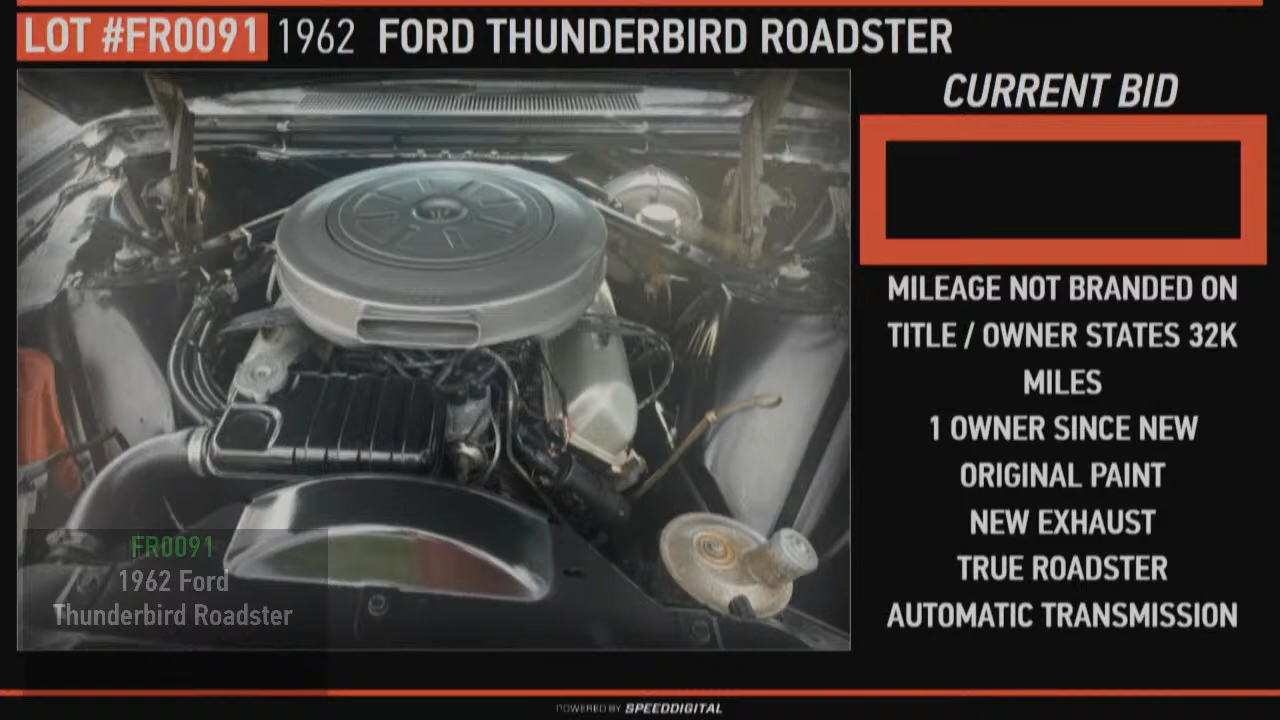 LOT #FR0091 1962 FORD THUNDERBIRD ROADSTER
CURRENT BID
MILEAGE NOT BRANDED ON
TITLE / OWNER STATES 32K
MILES
1 OWNER SINCE NEW
ORIGINAL PAINT
NEW EXHAUST
TRUE ROADSTER
AUTOMATIC TRANSMISSION
FR0091
1962 Ford
Thunderbird Roadster
POWERED BY SPEEDDIGITAL